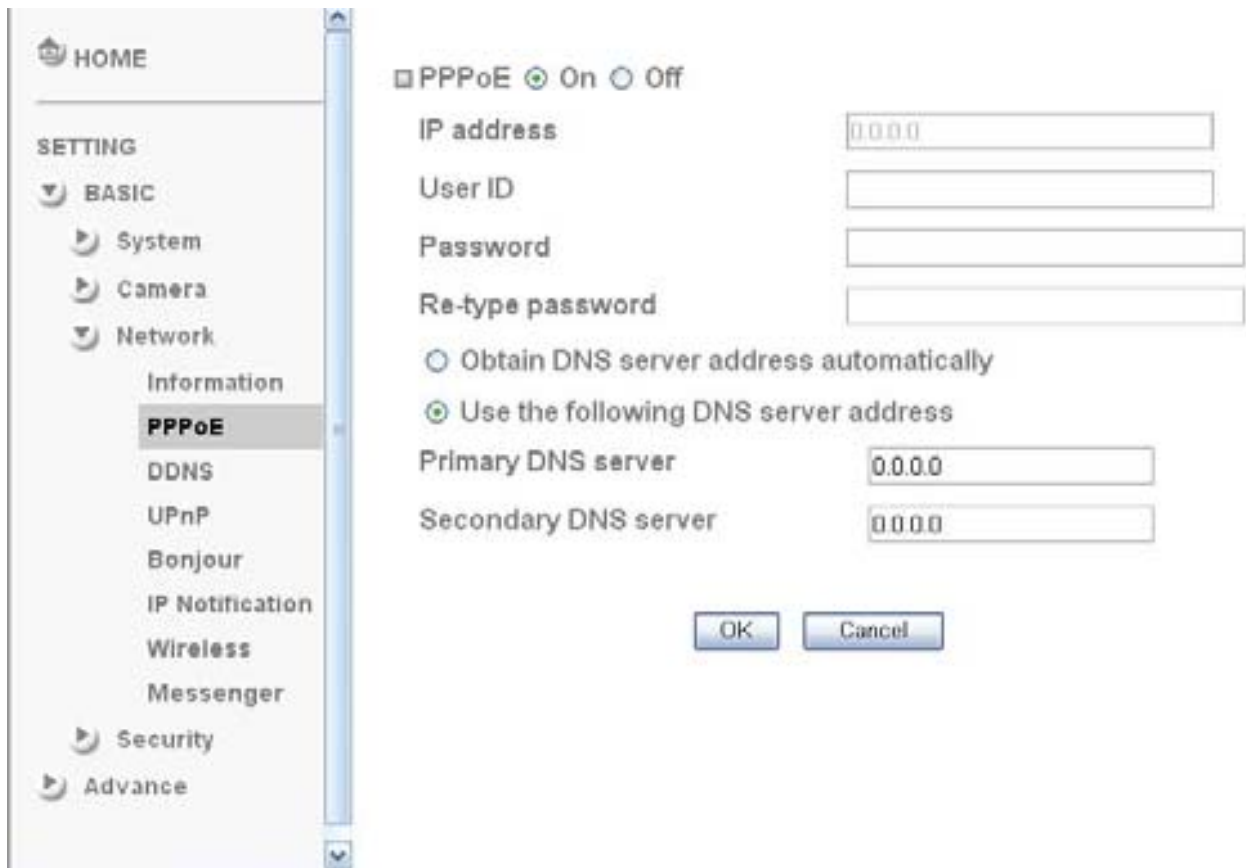 HOME
SETTING
BASIC
System
Camera
Network
Information
PPPoE
DDNS
UPnP
Bonjour
IP Notification
Wireless
Messenger
Security
Advance
PPPoE On Off
IP address 0.0.0.0
User ID
Password
Re-type password
Obtain DNS server address automatically
Use the following DNS server address
Primary DNS server 0.0.0.0
Secondary DNS server 0.0.0.0
OK Cancel